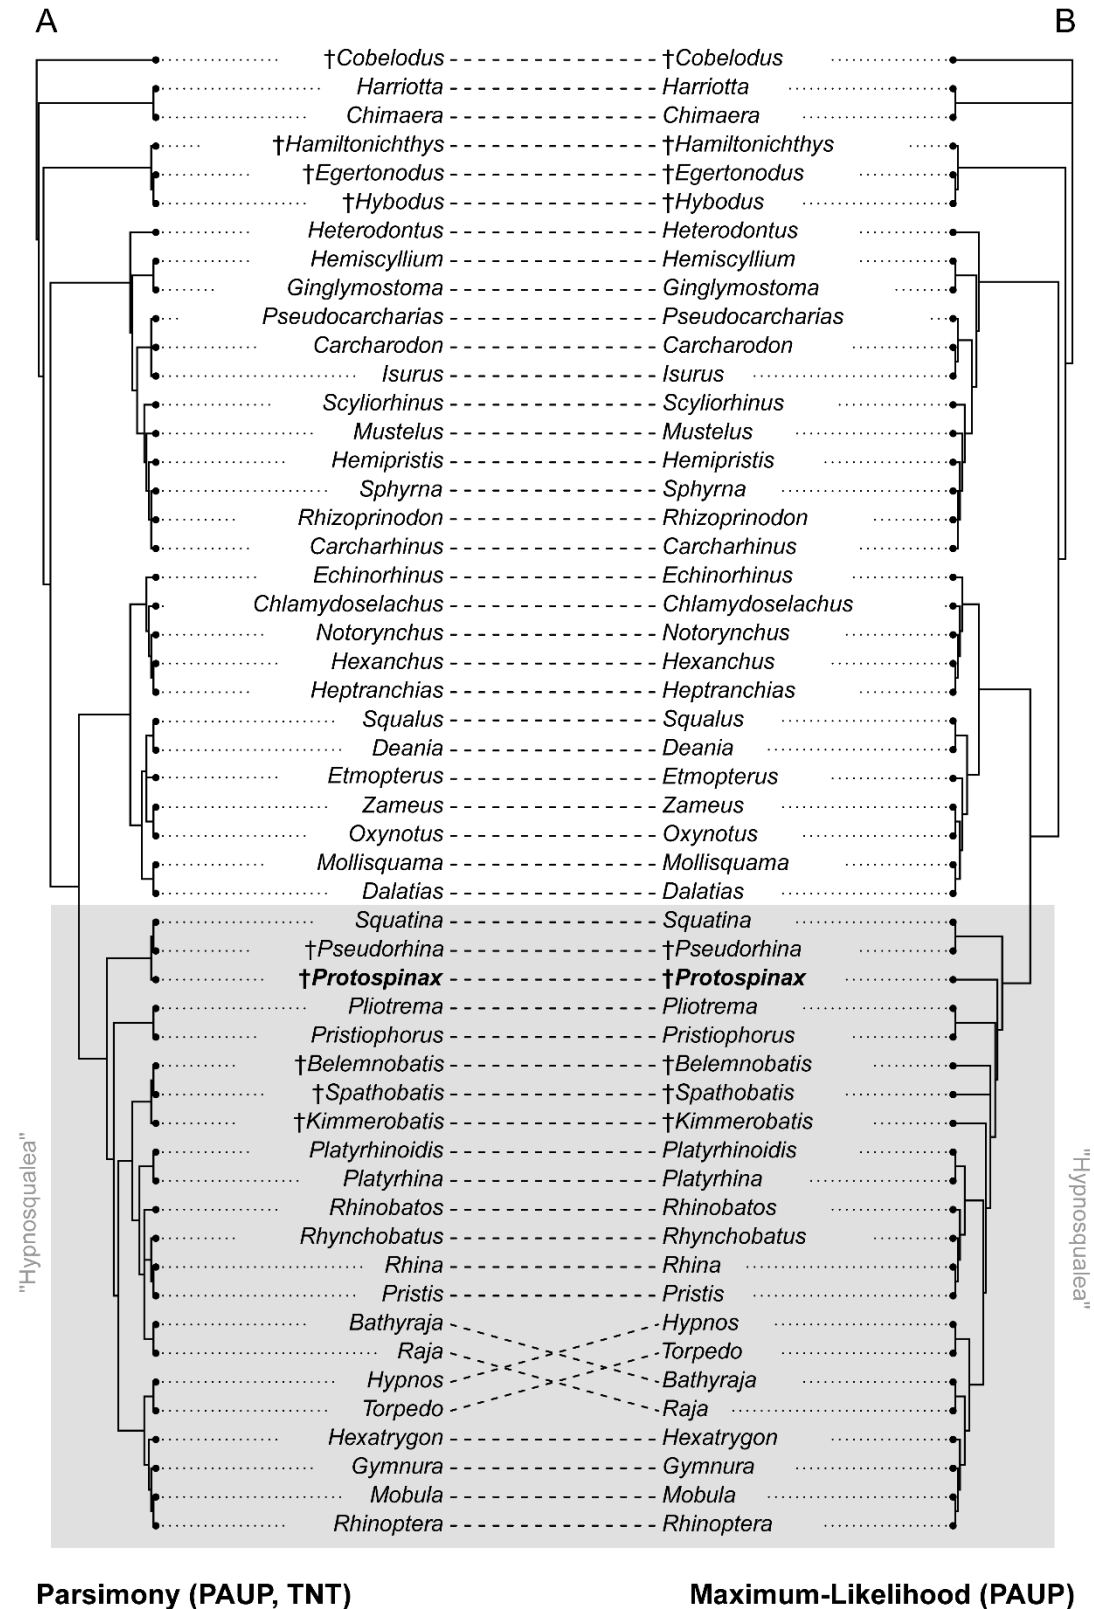 A B
†Cobelodus †Cobelodus
Harriotta Harriotta
Chimaera Chimaera
†Hamiltonichthys †Hamiltonichthys
†Egertonodus †Egertonodus
†Hybodus †Hybodus
Heterodontus Heterodontus
Hemiscyllium Hemiscyllium
Ginglymostoma Ginglymostoma
Pseudocarcharias Pseudocarcharias
Carcharodon Carcharodon
Isurus Isurus
Scyliorhinus Scyliorhinus
Mustelus Mustelus
Hemipristis Hemipristis
Sphyrna Sphyrna
Rhizoprinodon Rhizoprinodon
Carcharhinus Carcharhinus
Echinorhinus Echinorhinus
Chlamydoselachus Chlamydoselachus
Notorynchus Notorynchus
Hexanchus Hexanchus
Heptranchias Heptranchias
Squalus Squalus
Deania Deania
Etmopterus Etmopterus
Zameus Zameus
Oxynotus Oxynotus
Mollisquama Mollisquama
Dalatias Dalatias
Squatina Squatina
†Pseudorhina †Pseudorhina
†Protospinax †Protospinax
Pliotrema Pliotrema
Pristiophorus Pristiophorus
†Belemnobatis †Belemnobatis
†Spathobatis †Spathobatis
†Kimmerobatis †Kimmerobatis
Platyrhinoidis Platyrhinoidis
Platyrhina Platyrhina
Rhinobatos Rhinobatos
Rhynchobatus Rhynchobatus
Rhina Rhina
Pristis Pristis
Bathyraja Hypnos
Raja Torpedo
Hypnos Bathyraja
Torpedo Raja
Hexatrygon Hexatrygon
Gymnura Gymnura
Mobula Mobula
Rhinoptera Rhinoptera
"Hypnosqualea"
"Hypnosqualea"
Parsimony (PAUP, TNT) Maximum-Likelihood (PAUP)